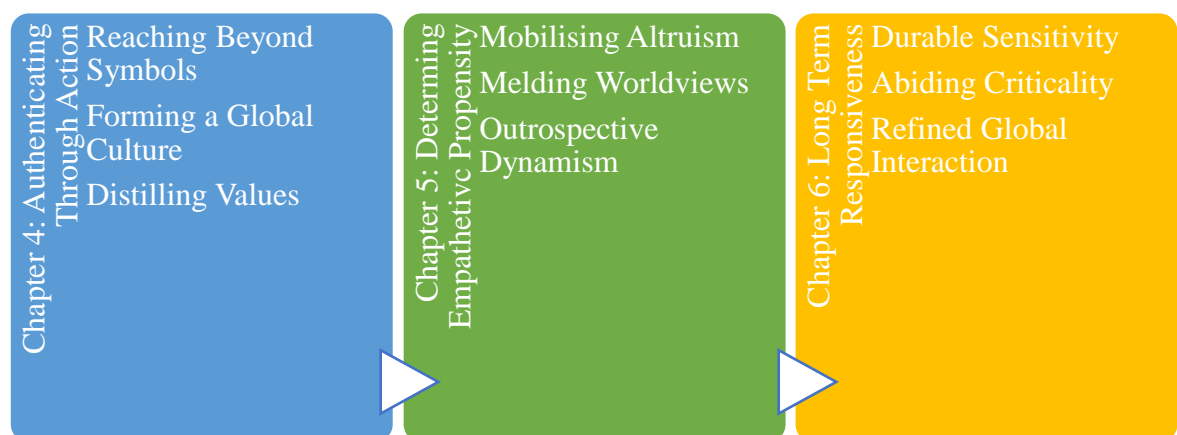 Chapter 4: Authenticating
Through Action
Reaching Beyond
Symbols
Forming a Global
Culture
Distilling Values
Chapter 5: Determing
Empathetivc Propensity
Mobilising Altruism
Melding Worldviews
Outrospective
Dynamism
Chapter 6: Long Term
Responsiveness
Durable Sensitivity
Abiding Criticality
Refined Global
Interaction